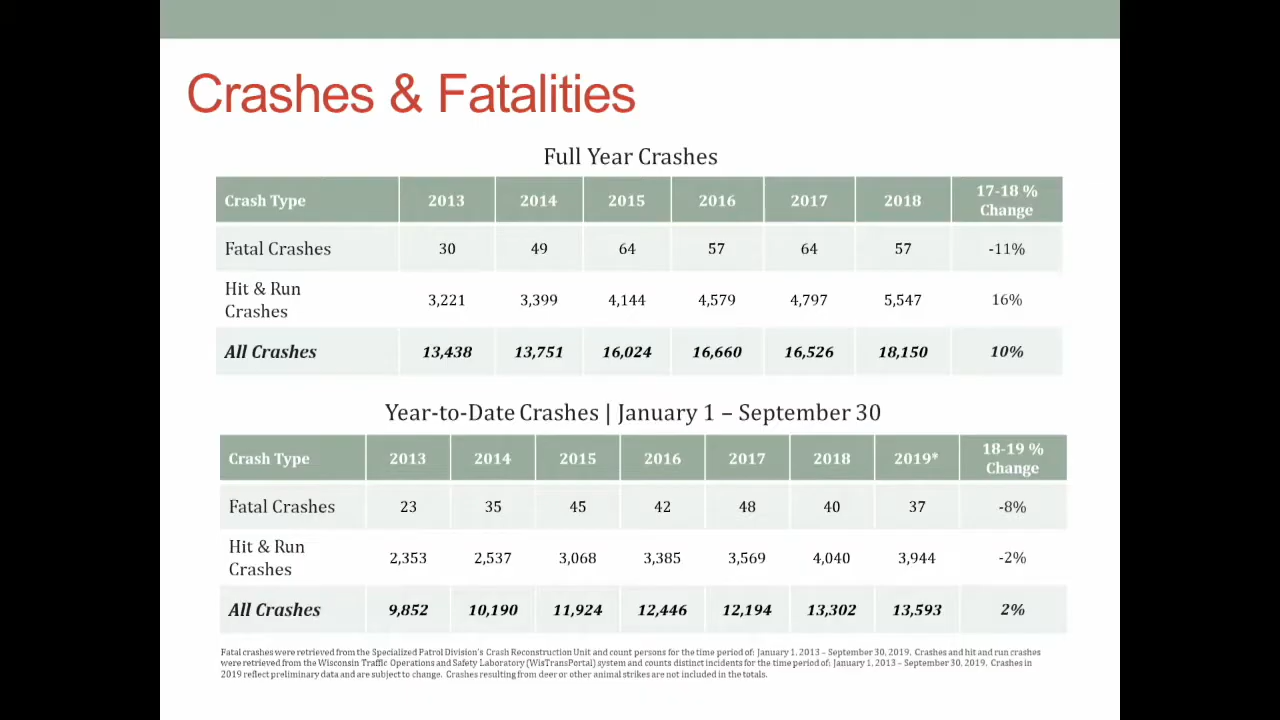 Crashes & Fatalities
Full Year Crashes
Crash Type 2013 2014 2015 2016 2017 2018 17-18 % Change
Fatal Crashes 30 49 64 57 64 57 -11%
Hit & Run Crashes 3,221 3,399 4,144 4,579 4,797 5,547 16%
All Crashes 13,438 13,751 16,024 16,660 16,526 18,150 10%
Year-to-Date Crashes | January 1 – September 30
Crash Type 2013 2014 2015 2016 2017 2018 2019* 18-19 % Change
Fatal Crashes 23 35 45 42 48 40 37 -8%
Hit & Run Crashes 2,353 2,537 3,068 3,385 3,569 4,040 3,944 -2%
All Crashes 9,852 10,190 11,924 12,446 12,194 13,302 13,593 2%
Fatal crashes were retrieved from the Specialized Patrol Division's Crash Reconstruction Unit and count persons for the time period of: January 1, 2013 – September 30, 2019. Crashes and hit and run crashes
were retrieved from the Wisconsin Traffic Operations and Safety Laboratory (WisTransPortal) system and counts distinct incidents for the time period of: January 1, 2013 – September 30, 2019. Crashes in
2019 reflect preliminary data and are subject to change. Crashes resulting from deer or other animal strikes are not included in the totals.